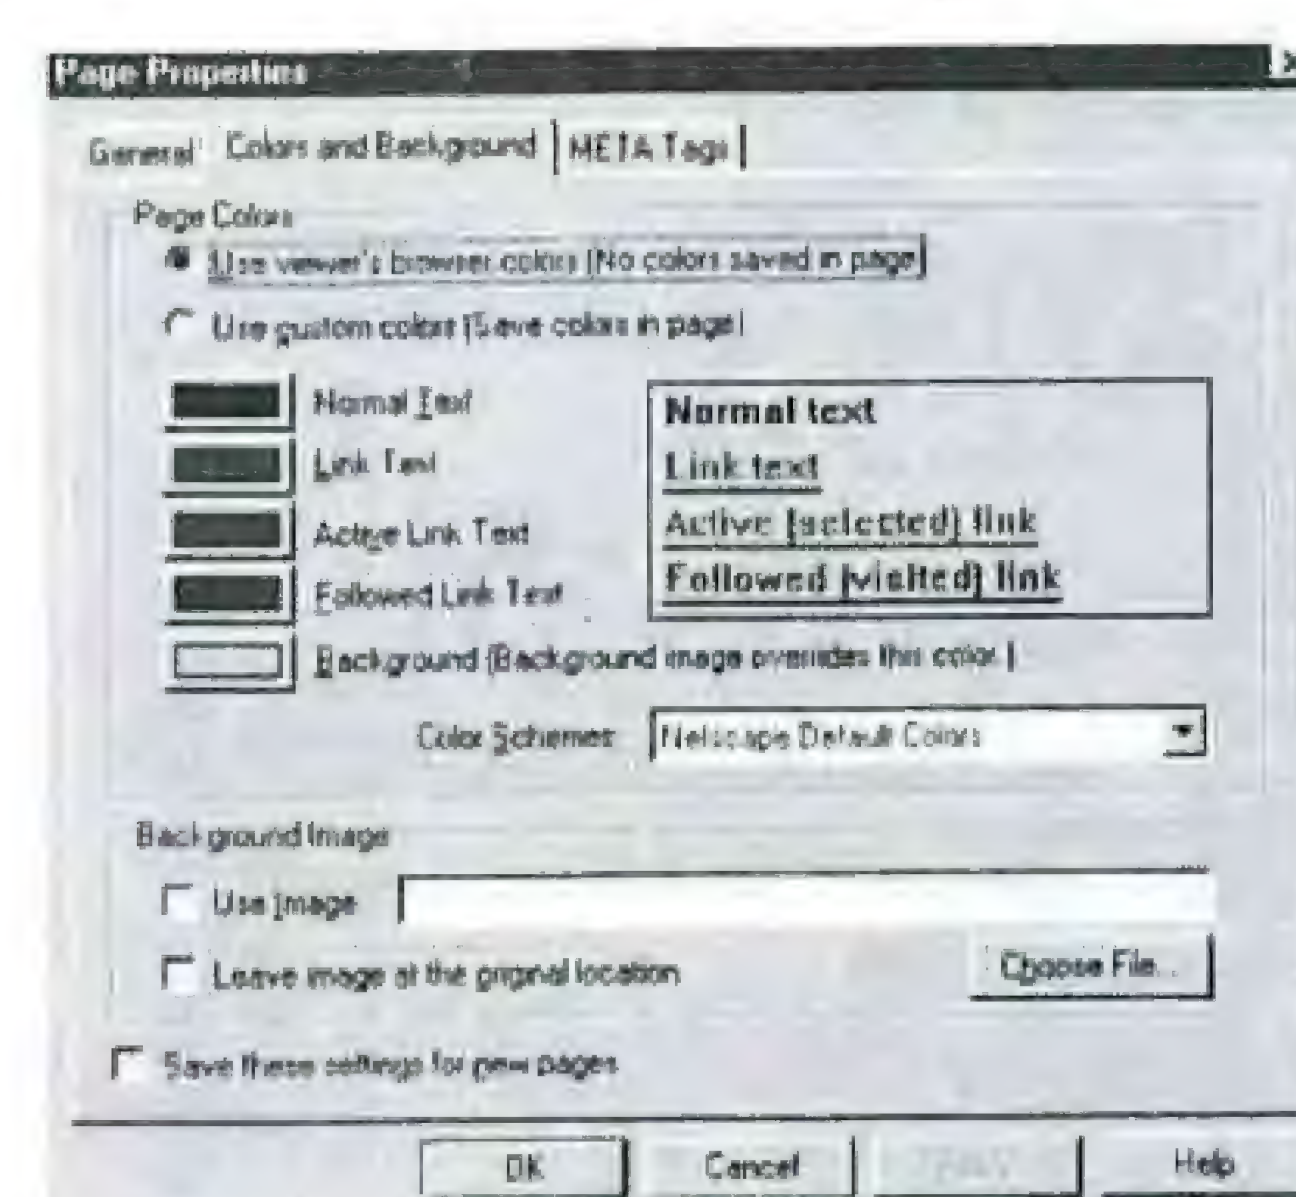 Page Properties
General Colors and Background META Tags
Page Colors
Use viewer's browser colors (No colors saved in page)
Use custom colors (Save colors in page)
Normal Text
Link Text
Active Link Text
Followed Link Text
Normal text
Link text
Active (selected) link
Followed (visited) link
Background (Background image overrides this color.)
Color Schemes: Netscape Default Colors
Background Image
Use Image
Leave image at the original location
Choose File...
Save these settings for new pages
OK Cancel Help